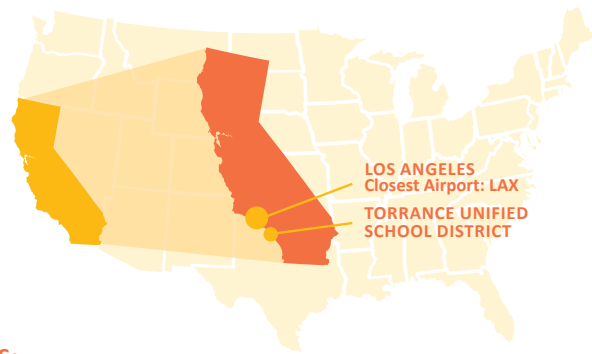 LOS ANGELES
Closest Airport: LAX
TORRANCE UNIFIED
SCHOOL DISTRICT